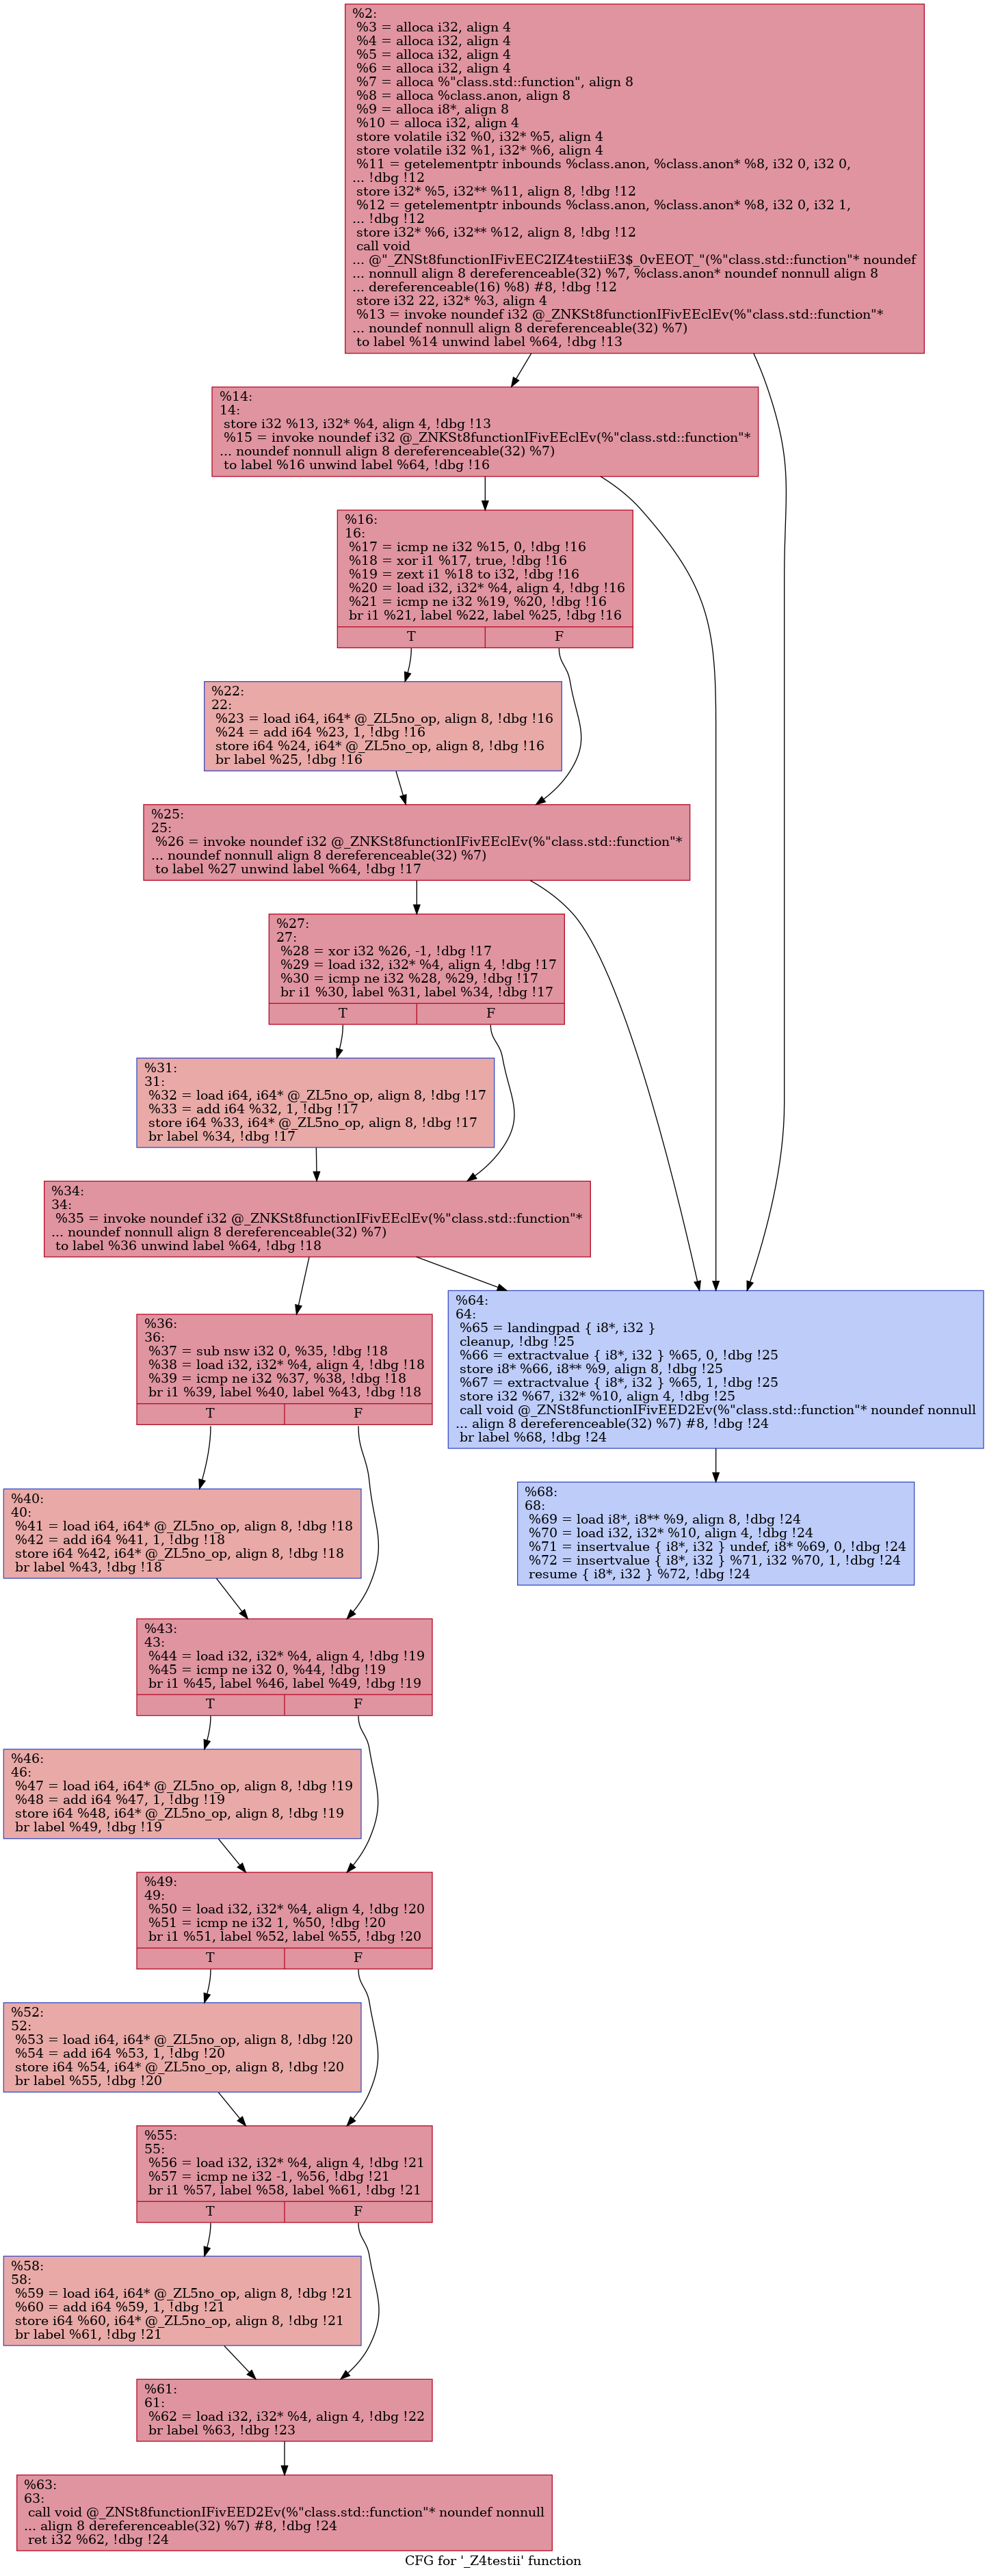 %2:
%3 = alloca i32, align 4
%4 = alloca i32, align 4
%5 = alloca i32, align 4
%6 = alloca i32, align 4
%7 = alloca %"class.std::function", align 8
%8 = alloca %class.anon, align 8
%9 = alloca i8*, align 8
%10 = alloca i32, align 4
store volatile i32 %0, i32* %5, align 4
store volatile i32 %1, i32* %6, align 4
%11 = getelementptr inbounds %class.anon, %class.anon* %8, i32 0, i32 0,
... !dbg !12
store i32* %5, i32** %11, align 8, !dbg !12
%12 = getelementptr inbounds %class.anon, %class.anon* %8, i32 0, i32 1,
... !dbg !12
store i32* %6, i32** %12, align 8, !dbg !12
call void
... @"_ZNSt8functionIFivEEC2IZ4testiiE3$_0vEEOT_"(%"class.std::function"* noundef
... nonnull align 8 dereferenceable(32) %7, %class.anon* noundef nonnull align 8
... dereferenceable(16) %8) #8, !dbg !12
store i32 22, i32* %3, align 4
%13 = invoke noundef i32 @_ZNKSt8functionIFivEEclEv(%"class.std::function"*
... noundef nonnull align 8 dereferenceable(32) %7)
to label %14 unwind label %64, !dbg !13
%14:
14:
store i32 %13, i32* %4, align 4, !dbg !13
%15 = invoke noundef i32 @_ZNKSt8functionIFivEEclEv(%"class.std::function"*
... noundef nonnull align 8 dereferenceable(32) %7)
to label %16 unwind label %64, !dbg !16
%16:
16:
%17 = icmp ne i32 %15, 0, !dbg !16
%18 = xor i1 %17, true, !dbg !16
%19 = zext i1 %18 to i32, !dbg !16
%20 = load i32, i32* %4, align 4, !dbg !16
%21 = icmp ne i32 %19, %20, !dbg !16
br i1 %21, label %22, label %25, !dbg !16
T F
%22:
22:
%23 = load i64, i64* @_ZL5no_op, align 8, !dbg !16
%24 = add i64 %23, 1, !dbg !16
store i64 %24, i64* @_ZL5no_op, align 8, !dbg !16
br label %25, !dbg !16
%25:
25:
%26 = invoke noundef i32 @_ZNKSt8functionIFivEEclEv(%"class.std::function"*
... noundef nonnull align 8 dereferenceable(32) %7)
to label %27 unwind label %64, !dbg !17
%27:
27:
%28 = xor i32 %26, -1, !dbg !17
%29 = load i32, i32* %4, align 4, !dbg !17
%30 = icmp ne i32 %28, %29, !dbg !17
br i1 %30, label %31, label %34, !dbg !17
T F
%31:
31:
%32 = load i64, i64* @_ZL5no_op, align 8, !dbg !17
%33 = add i64 %32, 1, !dbg !17
store i64 %33, i64* @_ZL5no_op, align 8, !dbg !17
br label %34, !dbg !17
%34:
34:
%35 = invoke noundef i32 @_ZNKSt8functionIFivEEclEv(%"class.std::function"*
... noundef nonnull align 8 dereferenceable(32) %7)
to label %36 unwind label %64, !dbg !18
%64:
64:
%65 = landingpad { i8*, i32 }
cleanup, !dbg !25
%66 = extractvalue { i8*, i32 } %65, 0, !dbg !25
store i8* %66, i8** %9, align 8, !dbg !25
%67 = extractvalue { i8*, i32 } %65, 1, !dbg !25
store i32 %67, i32* %10, align 4, !dbg !25
call void @_ZNSt8functionIFivEED2Ev(%"class.std::function"* noundef nonnull
... align 8 dereferenceable(32) %7) #8, !dbg !24
br label %68, !dbg !24
%36:
36:
%37 = sub nsw i32 0, %35, !dbg !18
%38 = load i32, i32* %4, align 4, !dbg !18
%39 = icmp ne i32 %37, %38, !dbg !18
br i1 %39, label %40, label %43, !dbg !18
T F
%68:
68:
%69 = load i8*, i8** %9, align 8, !dbg !24
%70 = load i32, i32* %10, align 4, !dbg !24
%71 = insertvalue { i8*, i32 } undef, i8* %69, 0, !dbg !24
%72 = insertvalue { i8*, i32 } %71, i32 %70, 1, !dbg !24
resume { i8*, i32 } %72, !dbg !24
%40:
40:
%41 = load i64, i64* @_ZL5no_op, align 8, !dbg !18
%42 = add i64 %41, 1, !dbg !18
store i64 %42, i64* @_ZL5no_op, align 8, !dbg !18
br label %43, !dbg !18
%43:
43:
%44 = load i32, i32* %4, align 4, !dbg !19
%45 = icmp ne i32 0, %44, !dbg !19
br i1 %45, label %46, label %49, !dbg !19
T F
%46:
46:
%47 = load i64, i64* @_ZL5no_op, align 8, !dbg !19
%48 = add i64 %47, 1, !dbg !19
store i64 %48, i64* @_ZL5no_op, align 8, !dbg !19
br label %49, !dbg !19
%49:
49:
%50 = load i32, i32* %4, align 4, !dbg !20
%51 = icmp ne i32 1, %50, !dbg !20
br i1 %51, label %52, label %55, !dbg !20
T F
%52:
52:
%53 = load i64, i64* @_ZL5no_op, align 8, !dbg !20
%54 = add i64 %53, 1, !dbg !20
store i64 %54, i64* @_ZL5no_op, align 8, !dbg !20
br label %55, !dbg !20
%55:
55:
%56 = load i32, i32* %4, align 4, !dbg !21
%57 = icmp ne i32 -1, %56, !dbg !21
br i1 %57, label %58, label %61, !dbg !21
T F
%58:
58:
%59 = load i64, i64* @_ZL5no_op, align 8, !dbg !21
%60 = add i64 %59, 1, !dbg !21
store i64 %60, i64* @_ZL5no_op, align 8, !dbg !21
br label %61, !dbg !21
%61:
61:
%62 = load i32, i32* %4, align 4, !dbg !22
br label %63, !dbg !23
%63:
63:
call void @_ZNSt8functionIFivEED2Ev(%"class.std::function"* noundef nonnull
... align 8 dereferenceable(32) %7) #8, !dbg !24
ret i32 %62, !dbg !24
CFG for '_Z4testii' function